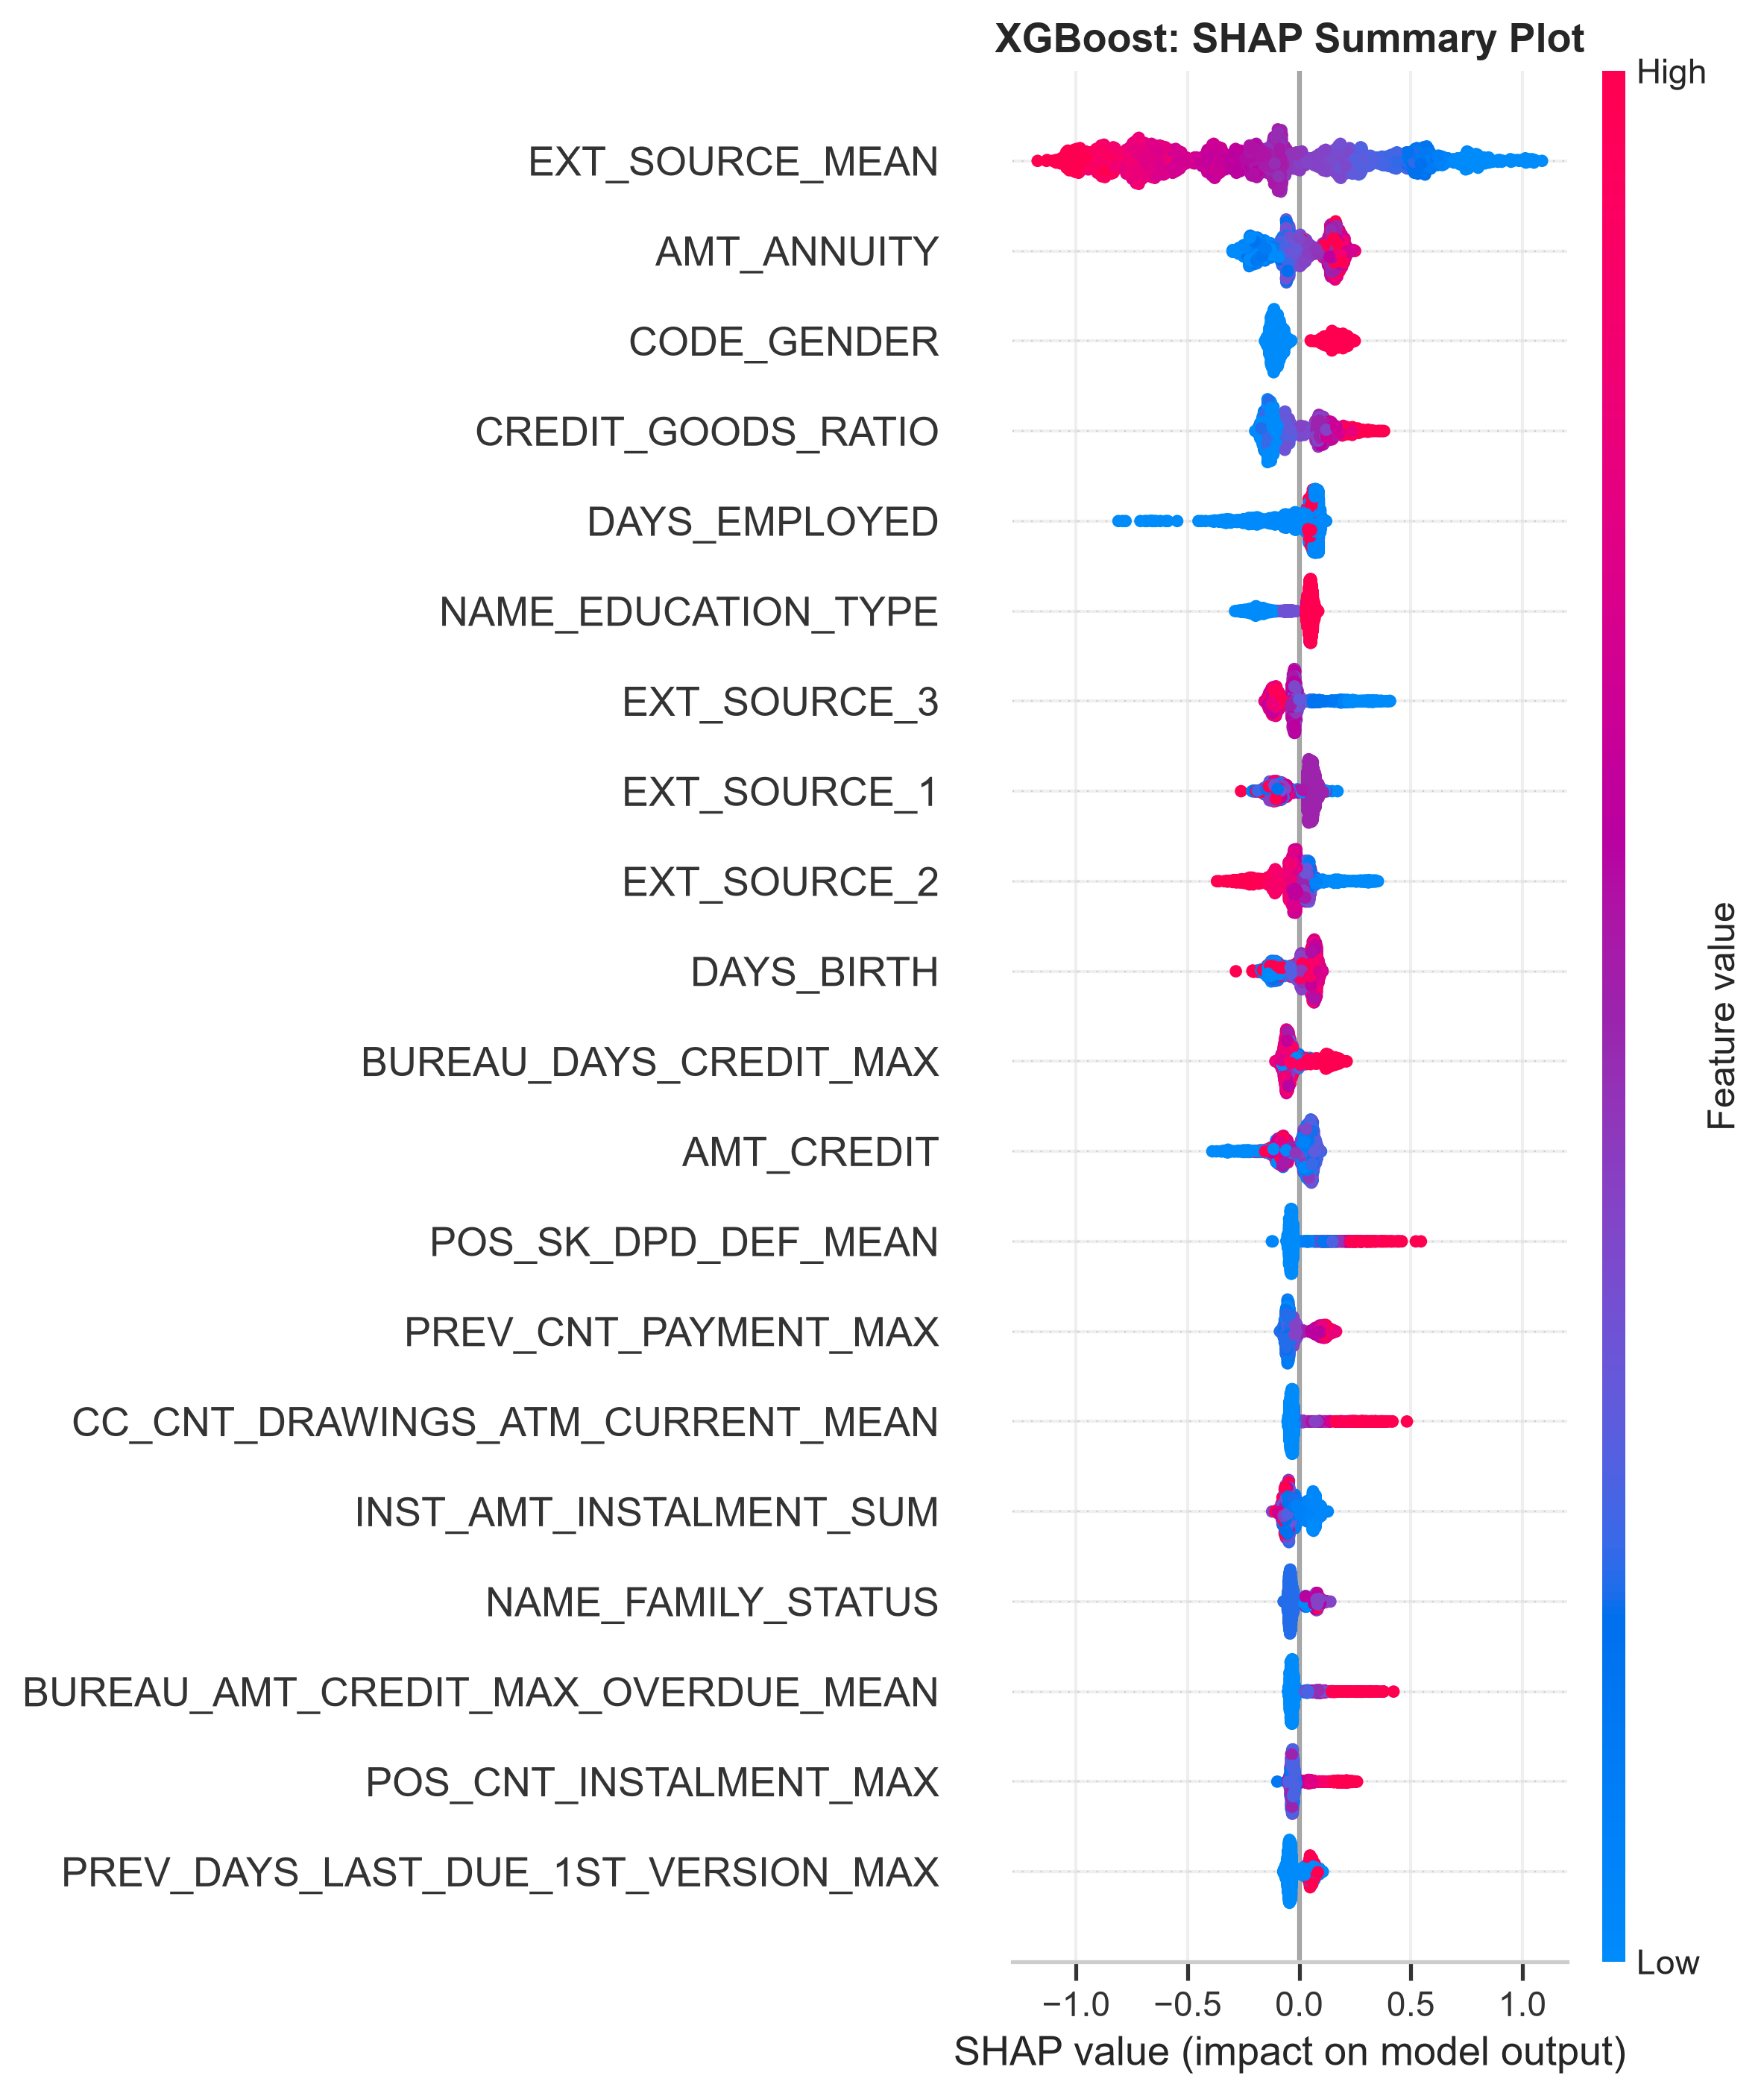 XGBoost: SHAP Summary Plot
High
EXT_SOURCE_MEAN
AMT_ANNUITY
CODE_GENDER
CREDIT_GOODS_RATIO
DAYS_EMPLOYED
NAME_EDUCATION_TYPE
EXT_SOURCE_3
EXT_SOURCE_1
EXT_SOURCE_2
DAYS_BIRTH
BUREAU_DAYS_CREDIT_MAX
AMT_CREDIT
POS_SK_DPD_DEF_MEAN
PREV_CNT_PAYMENT_MAX
CC_CNT_DRAWINGS_ATM_CURRENT_MEAN
INST_AMT_INSTALMENT_SUM
NAME_FAMILY_STATUS
BUREAU_AMT_CREDIT_MAX_OVERDUE_MEAN
POS_CNT_INSTALMENT_MAX
PREV_DAYS_LAST_DUE_1ST_VERSION_MAX
Feature value
Low
−1.0 −0.5 0.0 0.5 1.0
SHAP value (impact on model output)